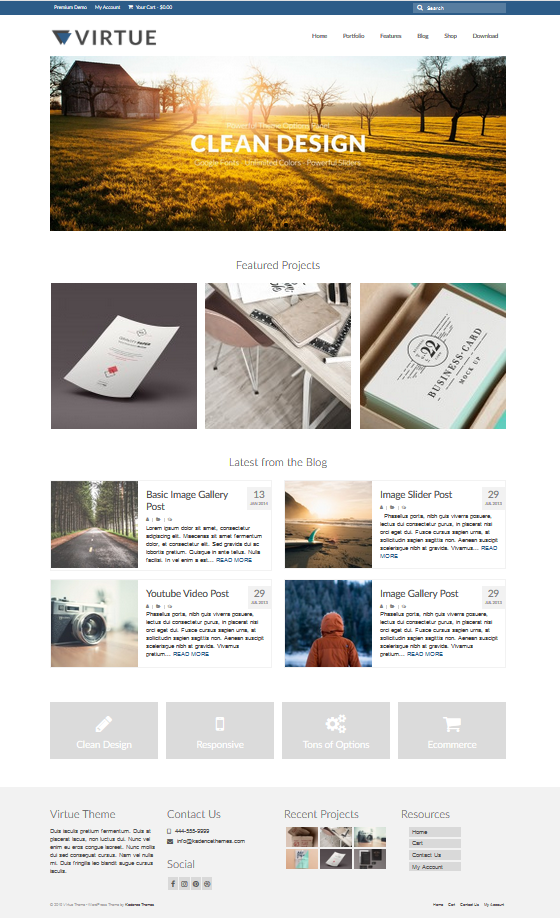 Premium Demo My Account Your Cart - $0.00 Search
VIRTUE
Home Portfolio Features Blog Shop Download
CLEAN DESIGN
Google Fonts - Unlimited Colors - Powerful Sliders
Featured Projects
22
BUSINESS-CARD
MOCK UP
Latest from the Blog
Basic Image Gallery
Post
13
JAN 2015
Lorem ipsum dolor sit amet, consectetur
adipiscing elit. Maecenas sit amet fermentum
dolor, at consectetur elit. Sed gravida dui ac
lobortis pretium. Quisque in ante tellus. Nulla
facilisi. In vel enim a est... READ MORE
Image Slider Post
29
JUL 2013
Phasellus porta, nibh quis viverra posuere,
lectus dui consectetur purus, in placerat nisi
orci eget dui. Fusce cursus sapien urna, at
sollicitudin sapien sagittis non. Aenean suscipit
scelerisque nibh at gravida. Vivamus... READ
MORE
Youtube Video Post
29
JUL 2013
Phasellus porta, nibh quis viverra posuere,
lectus dui consectetur purus, in placerat nisi
orci eget dui. Fusce cursus sapien urna, at
sollicitudin sapien sagittis non. Aenean suscipit
scelerisque nibh at gravida. Vivamus
pretium... READ MORE
Image Gallery Post
29
JUL 2013
Phasellus porta, nibh quis viverra posuere,
lectus dui consectetur purus, in placerat nisi
orci eget dui. Fusce cursus sapien urna, at
sollicitudin sapien sagittis non. Aenean suscipit
scelerisque nibh at gravida. Vivamus
pretium... READ MORE
Clean Design
Responsive
Tons of Options
Ecommerce
Virtue Theme
Duis iaculis pretium fermentum. Duis at
placerat lacus, non luctus dui. Nunc vel
enim eu eros congue laoreet. Nunc mollis
dui sed consequat cursus. Nam vel nulla
mi. Duis fringilla leo blandit augue cursus
iaculis.
Contact Us
444-555-9999
info@kadencethemes.com
Social
Recent Projects
Resources
Home
Cart
Contact Us
My Account
Virtue Theme - WordPress Theme by Kadence Themes
Home Cart Contact Us My Account